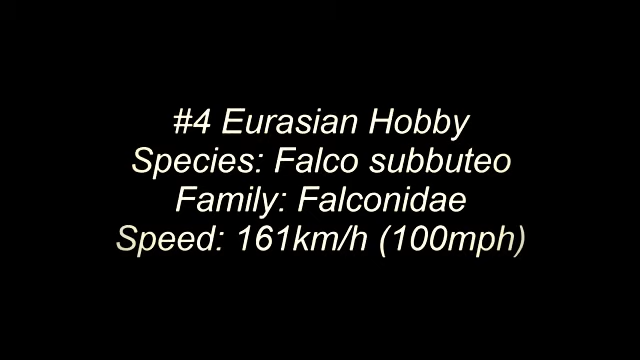 #4 Eurasian Hobby
Species: Falco subbuteo
Family: Falconidae
Speed: 161km/h (100mph)